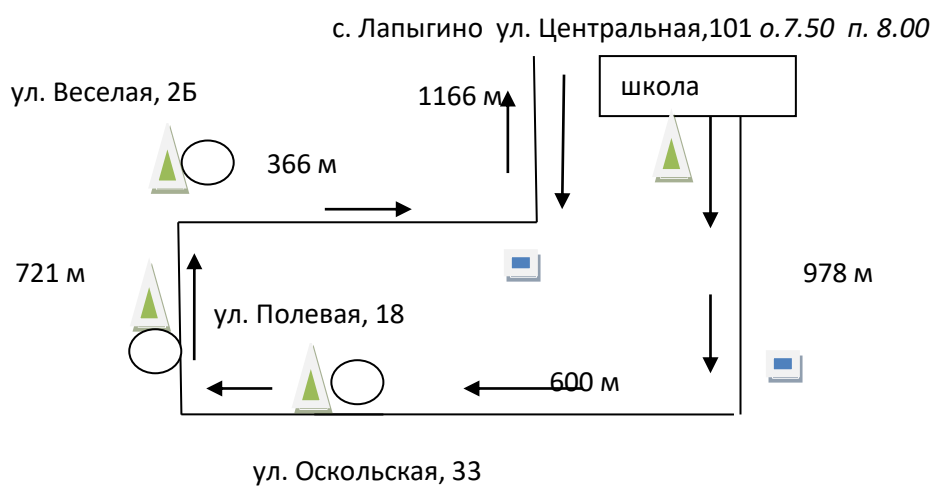 с. Лапыгино ул. Центральная,101 о.7.50 п. 8.00
ул. Веселая, 2Б
1166 м
школа
366 м
721 м
978 м
ул. Полевая, 18
600 м
ул. Оскольская, 33